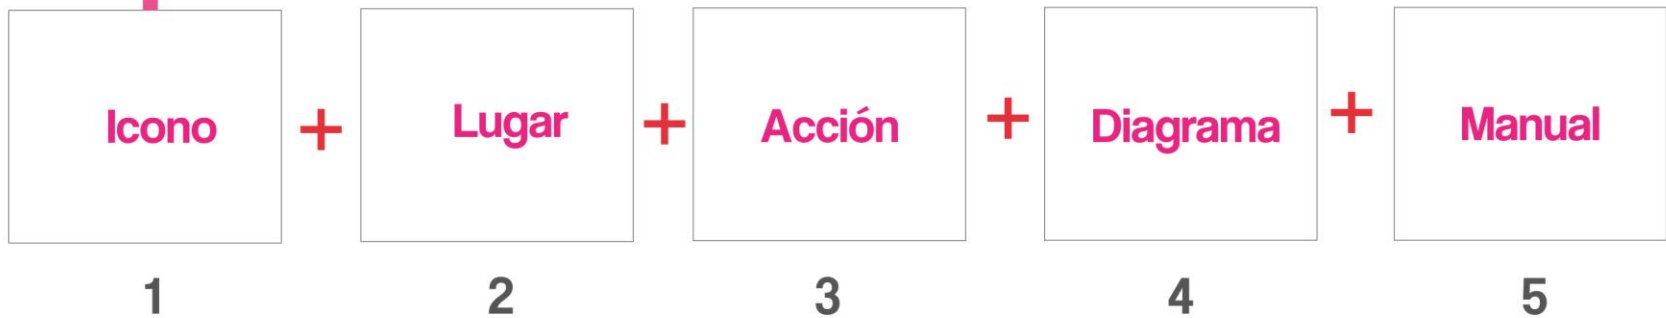 Icono + Lugar + Acción + Diagrama + Manual
1 2 3 4 5